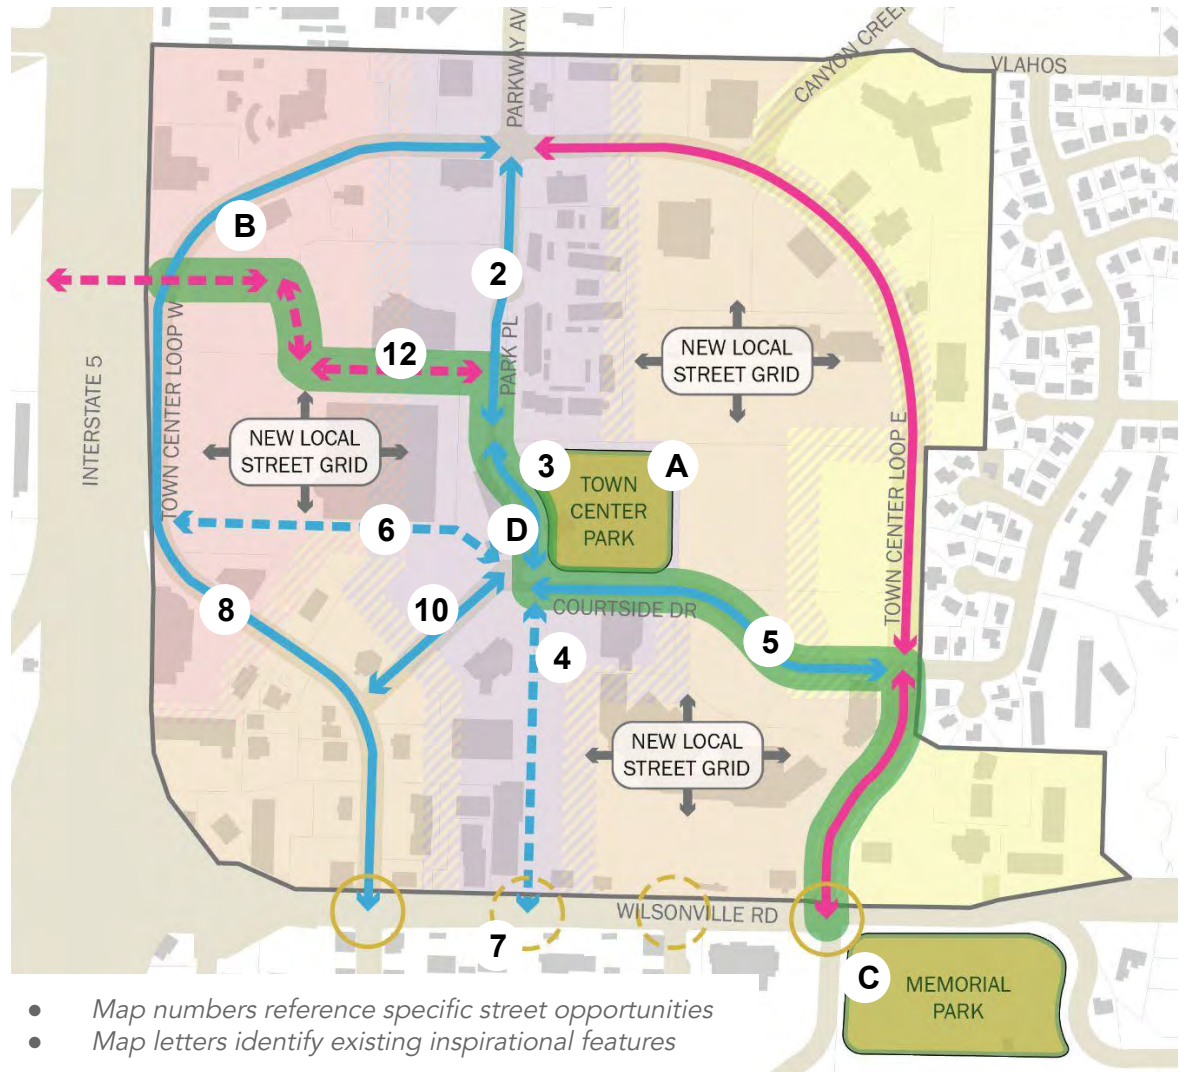 PARKWAY AV
CANYON CREE
VLAHOS
B
2
INTERSTATE 5
TOWN CENTER LOOP W
12
PARK PL
NEW LOCAL
STREET GRID
NEW LOCAL
STREET GRID
TOWN CENTER LOOP E
3
A
TOWN
CENTER
PARK
6
D
8
10
COURTSIDE DR
4
5
NEW LOCAL
STREET GRID
WILSONVILLE RD
7
C
MEMORIAL
PARK
● Map numbers reference specific street opportunities
● Map letters identify existing inspirational features